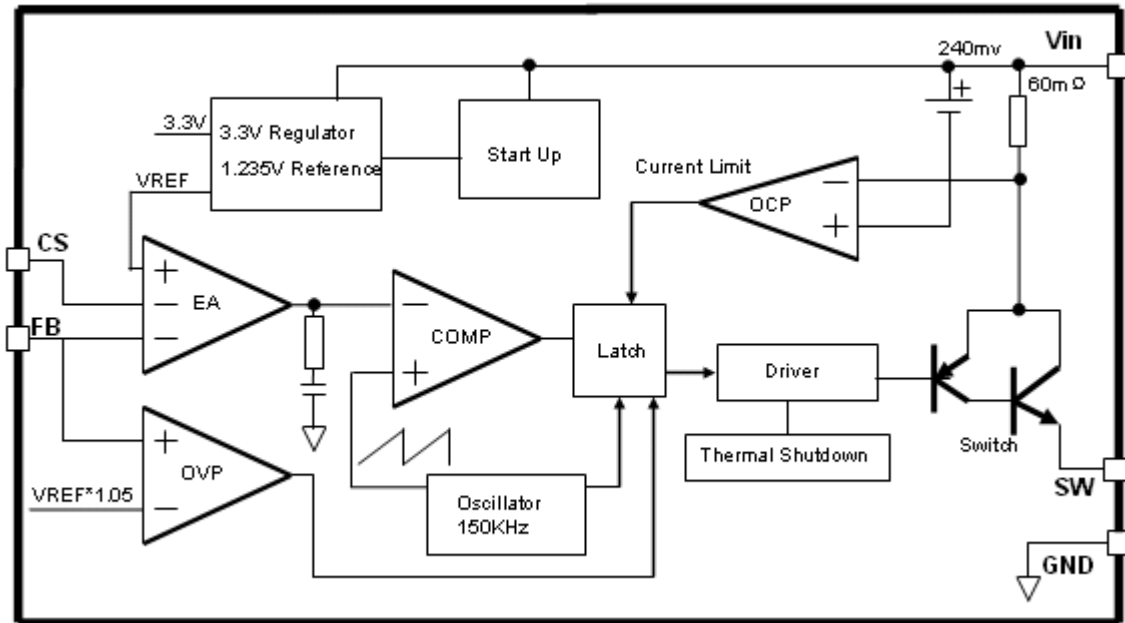 240mv
Vin
60mΩ
3.3V
3.3V Regulator
1.235V Reference
Start Up
VREF
Current Limit
−
OCP
+
CS
+
EA
−
FB
−
−
COMP
+
Latch
Driver
Switch
Thermal Shutdown
+
OVP
VREF*1.05
−
Oscillator
150KHz
SW
GND
+